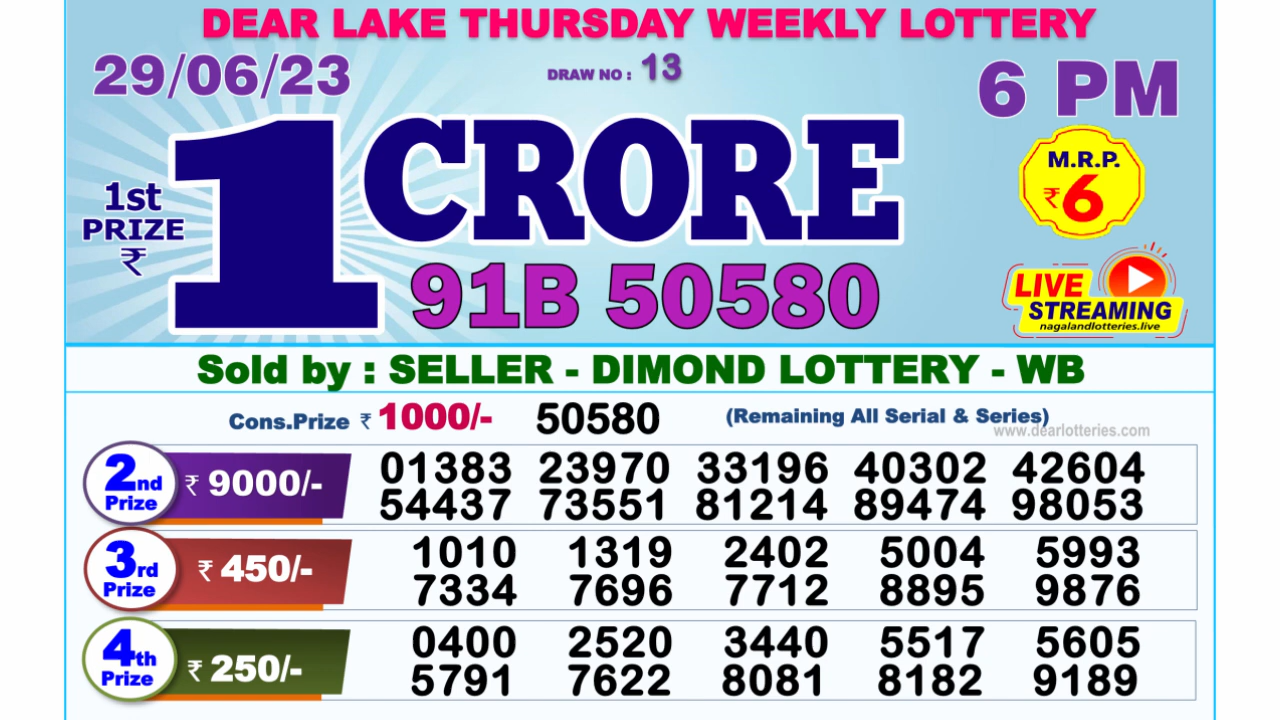 DEAR LAKE THURSDAY WEEKLY LOTTERY
29/06/23
DRAW NO : 13
6 PM
1st PRIZE ₹
1 CRORE
M.R.P.
₹6
91B 50580
LIVE
STREAMING
nagalandlotteries.live
Sold by : SELLER - DIMOND LOTTERY - WB
Cons.Prize ₹ 1000/- 50580 (Remaining All Serial & Series)
www.dearlotteries.com
2nd Prize ₹ 9000/-
01383 23970 33196 40302 42604
54437 73551 81214 89474 98053
3rd Prize ₹ 450/-
1010 1319 2402 5004 5993
7334 7696 7712 8895 9876
4th Prize ₹ 250/-
0400 2520 3440 5517 5605
5791 7622 8081 8182 9189